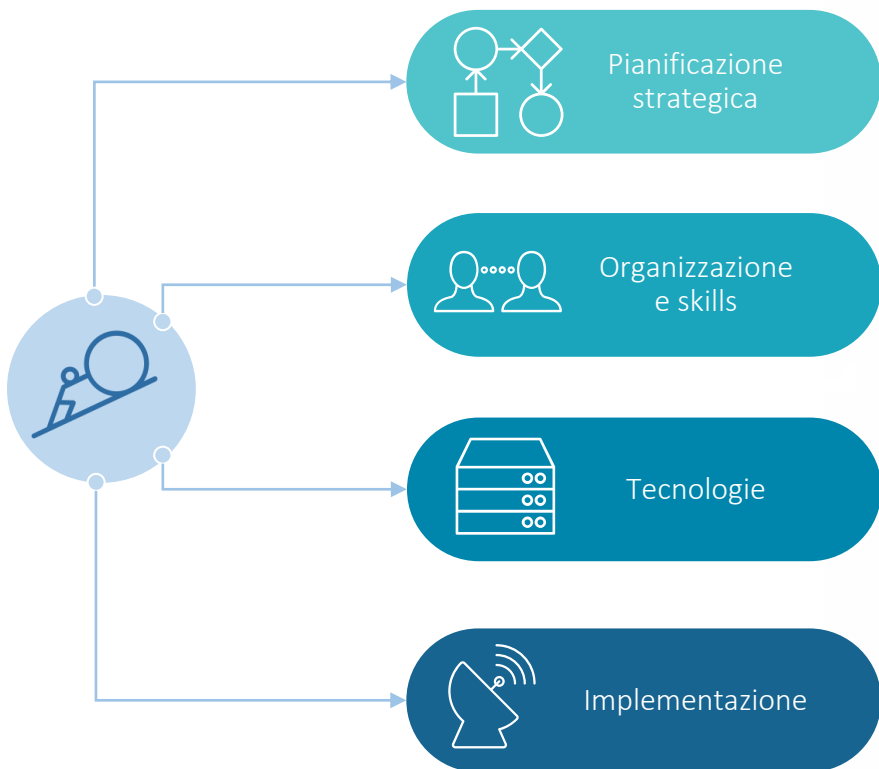 Pianificazione
strategica
Organizzazione
e skills
Tecnologie
Implementazione